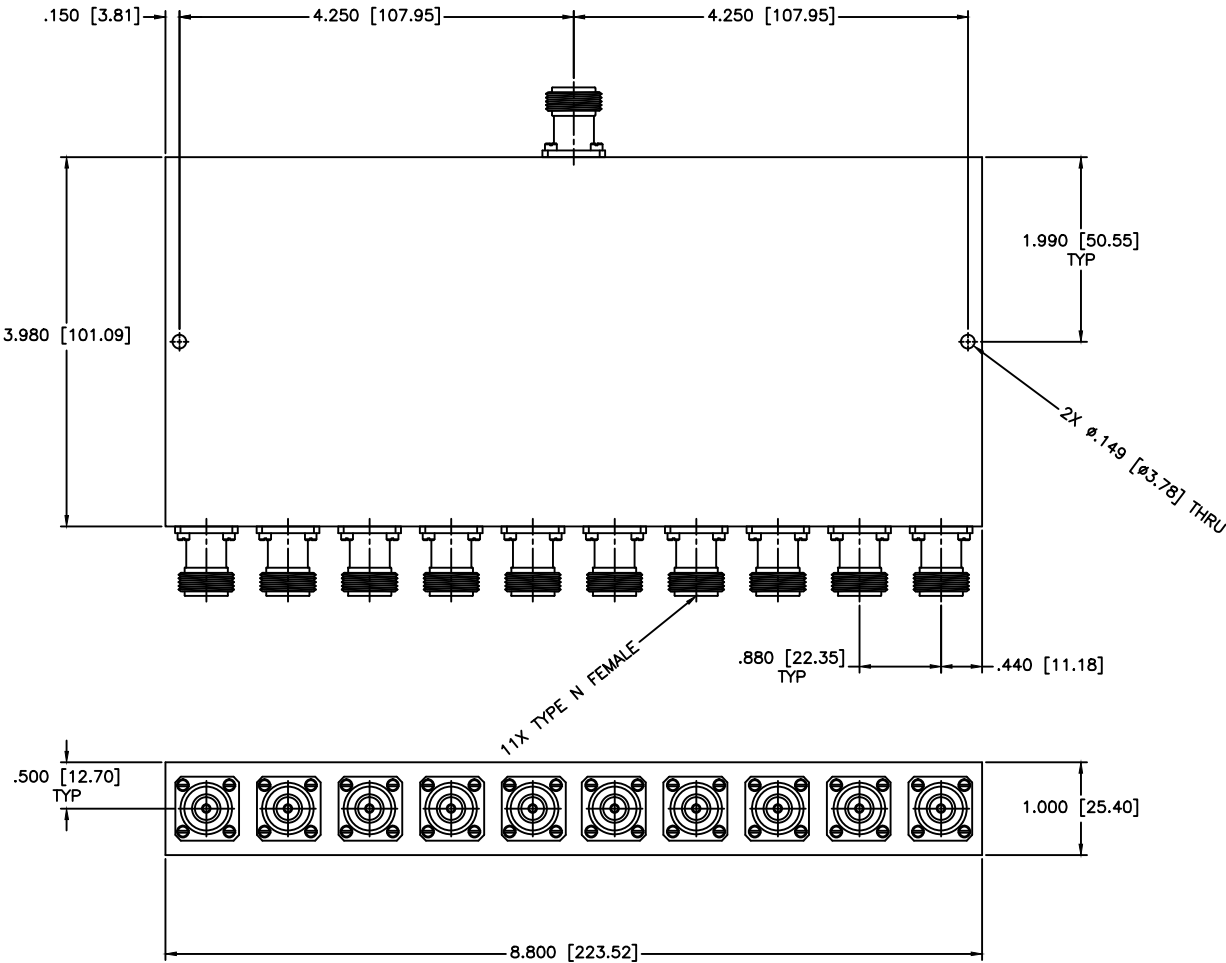 .150 [3.81]
4.250 [107.95]
4.250 [107.95]
1.990 [50.55]
TYP
3.980 [101.09]
2X ø.149 [ø3.78] THRU
.880 [22.35]
TYP
.440 [11.18]
11X TYPE N FEMALE
.500 [12.70]
TYP
1.000 [25.40]
8.800 [223.52]